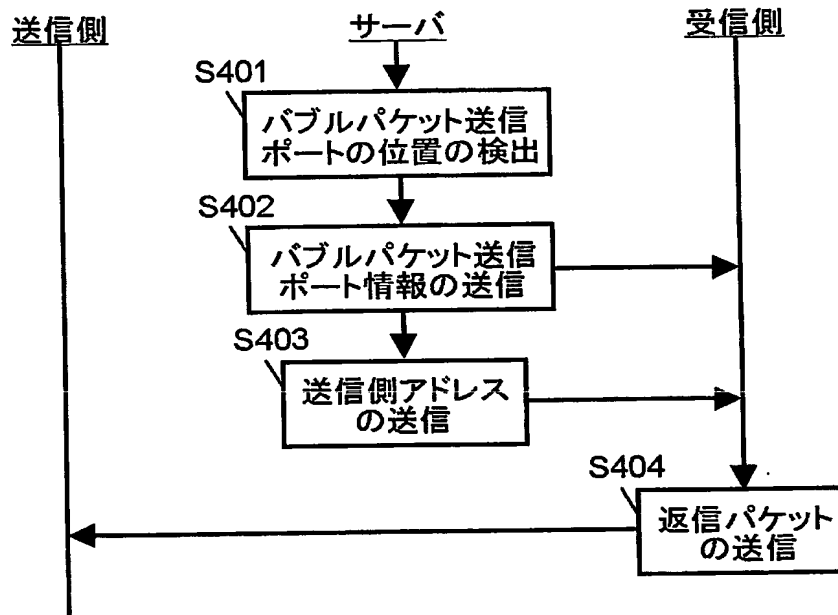 送信側
サーバ
受信側
S401
バブルパケット送信
ポートの位置の検出
S402
バブルパケット送信
ポート情報の送信
S403
送信側アドレス
の送信
S404
返信パケット
の送信